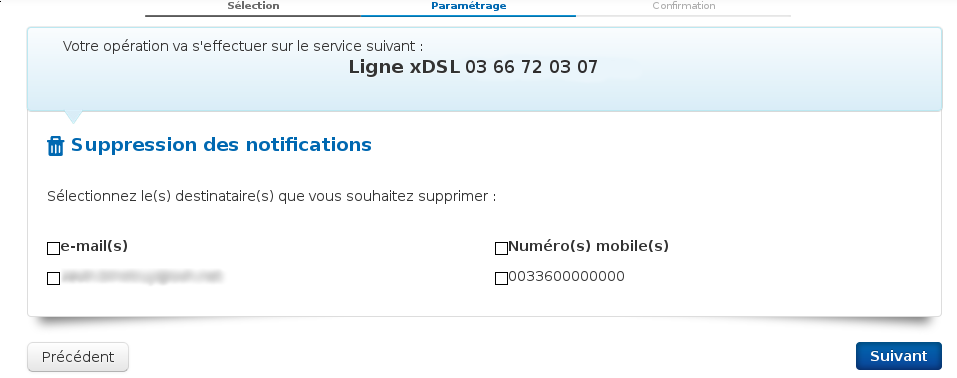 Sélection
Paramétrage
Confirmation
Votre opération va s'effectuer sur le service suivant :
Ligne xDSL 03 66 72 03 07
Suppression des notifications
Sélectionnez le(s) destinataire(s) que vous souhaitez supprimer :
e-mail(s)
Numéro(s) mobile(s)
0033600000000
Précédent
Suivant